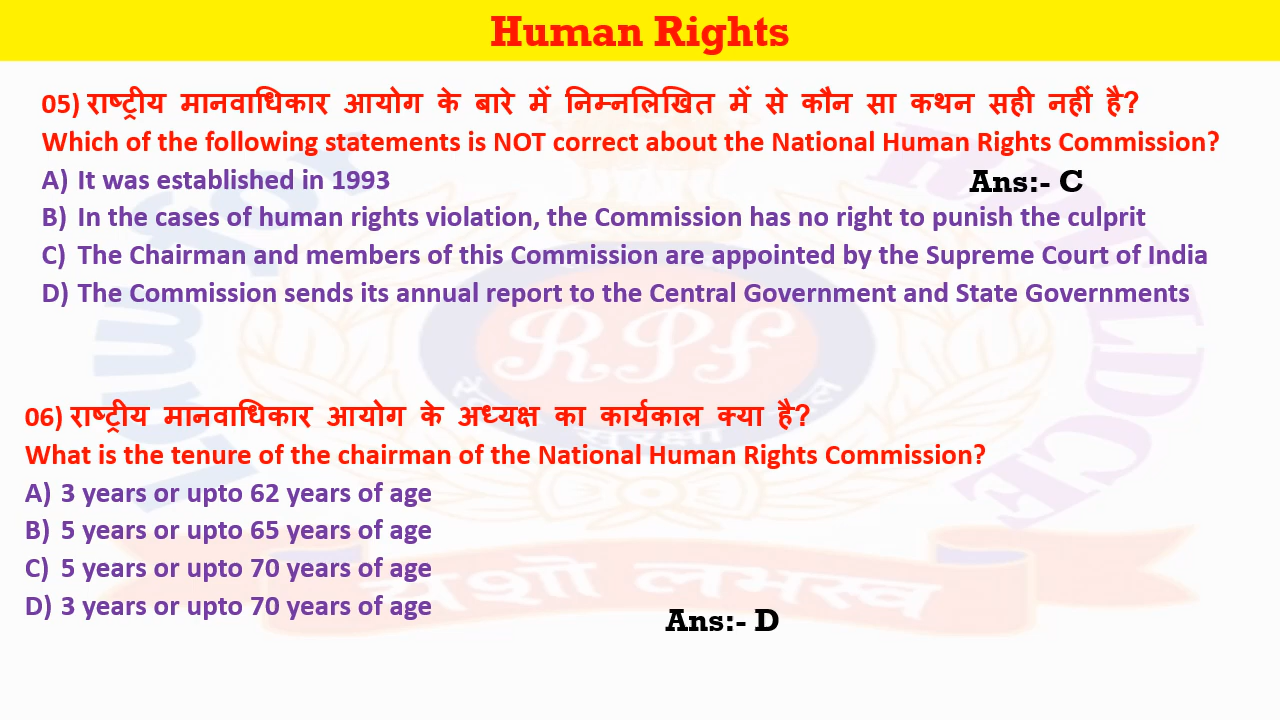 Human Rights
05) राष्ट्रीय मानवाधिकार आयोग के बारे में निम्नलिखित में से कौन सा कथन सही नहीं है?
Which of the following statements is NOT correct about the National Human Rights Commission?
A) It was established in 1993
Ans:- C
B) In the cases of human rights violation, the Commission has no right to punish the culprit
C) The Chairman and members of this Commission are appointed by the Supreme Court of India
D) The Commission sends its annual report to the Central Government and State Governments
RPF
सुरक्षा
06) राष्ट्रीय मानवाधिकार आयोग के अध्यक्ष का कार्यकाल क्या है?
What is the tenure of the chairman of the National Human Rights Commission?
A) 3 years or upto 62 years of age
B) 5 years or upto 65 years of age
C) 5 years or upto 70 years of age
यशो लभस्व
D) 3 years or upto 70 years of age
Ans:- D